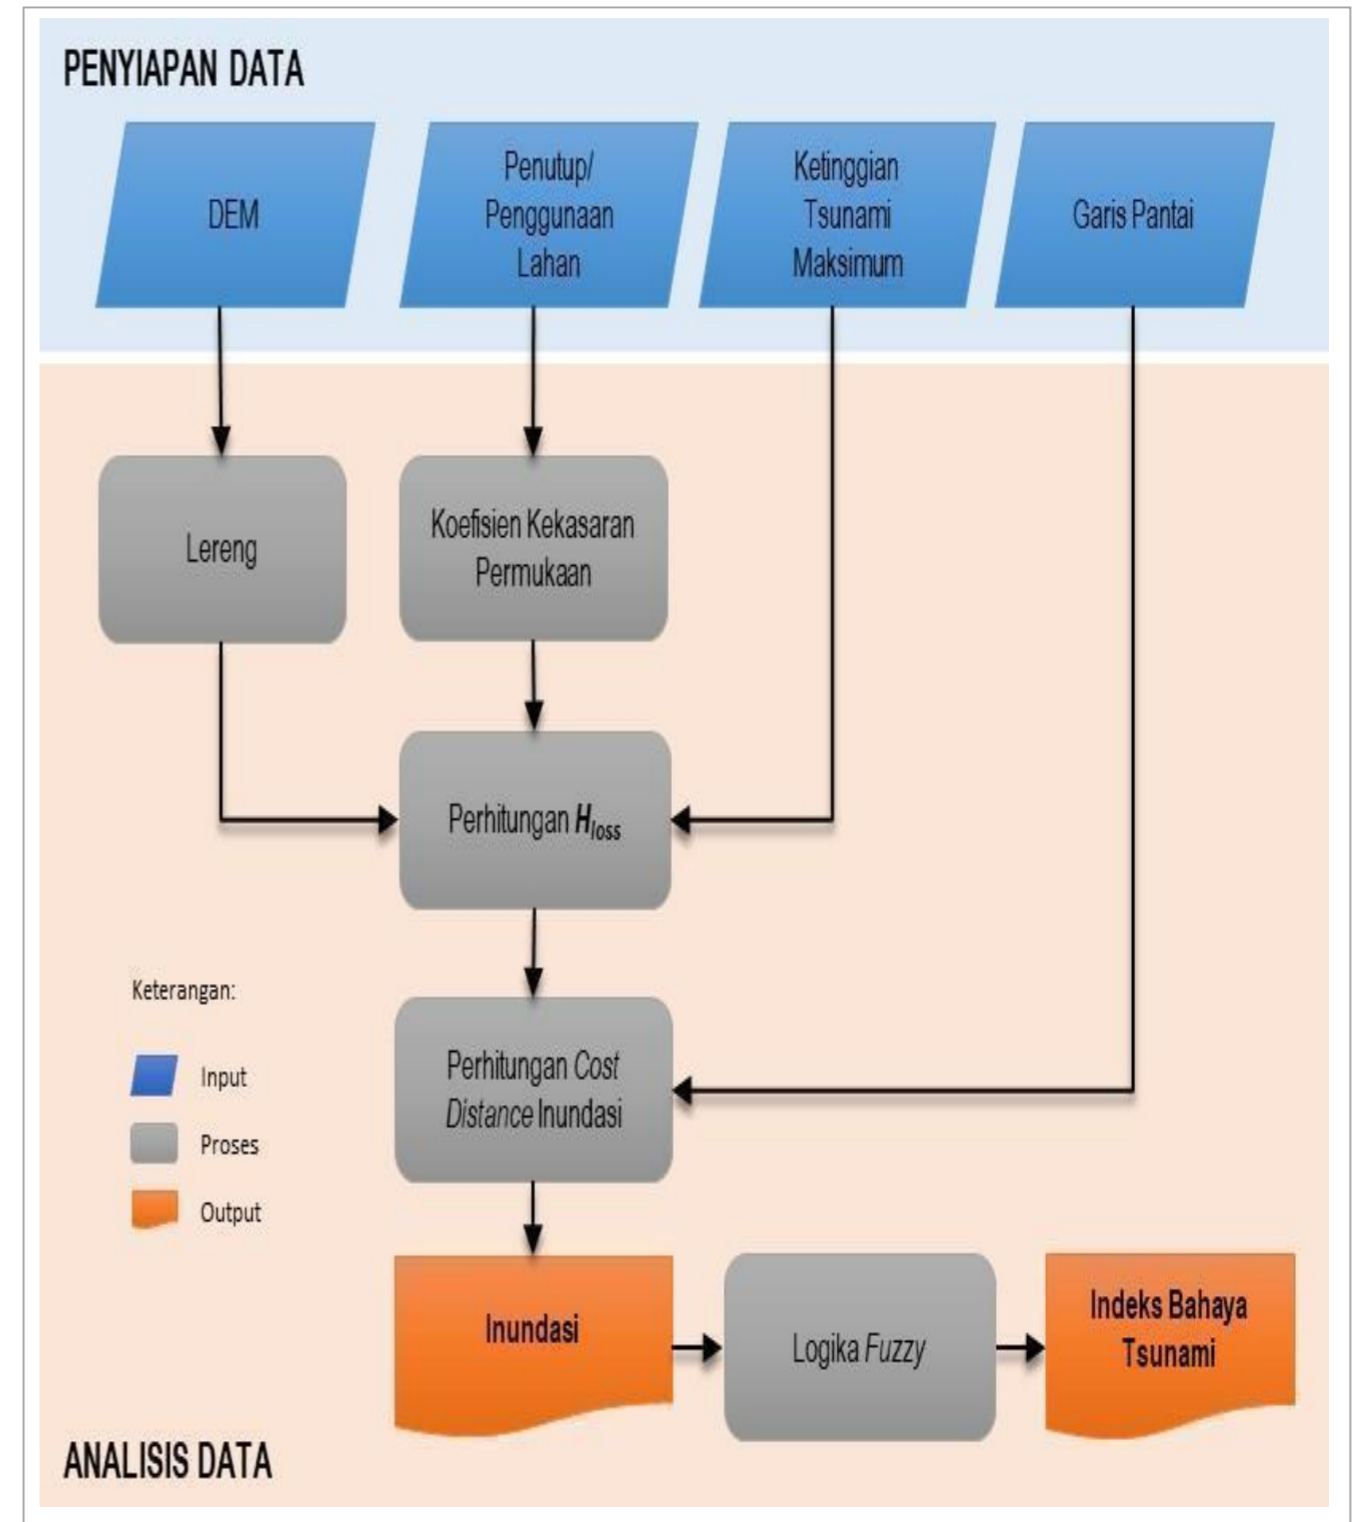 PENYIAPAN DATA
DEM
Penutup/
Penggunaan
Lahan
Ketinggian
Tsunami
Maksimum
Garis Pantai
Lereng
Koefisien Kekasaran
Permukaan
Perhitungan Hloss
Keterangan:
Input
Proses
Output
Perhitungan Cost
Distance Inundasi
Inundasi
Logika Fuzzy
Indeks Bahaya
Tsunami
ANALISIS DATA